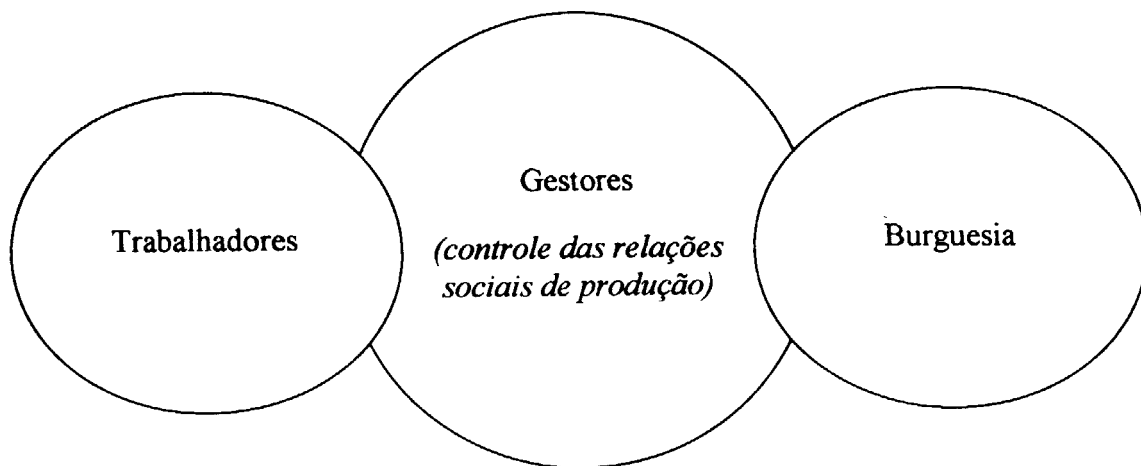 Trabalhadores
Gestores
(controle das relações
sociais de produção)
Burguesia